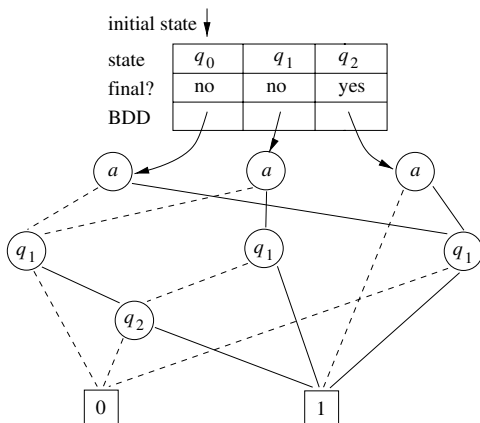 initial state
state q0 q1 q2
final? no no yes
BDD
a a a
q1 q1 q1
q2
0 1